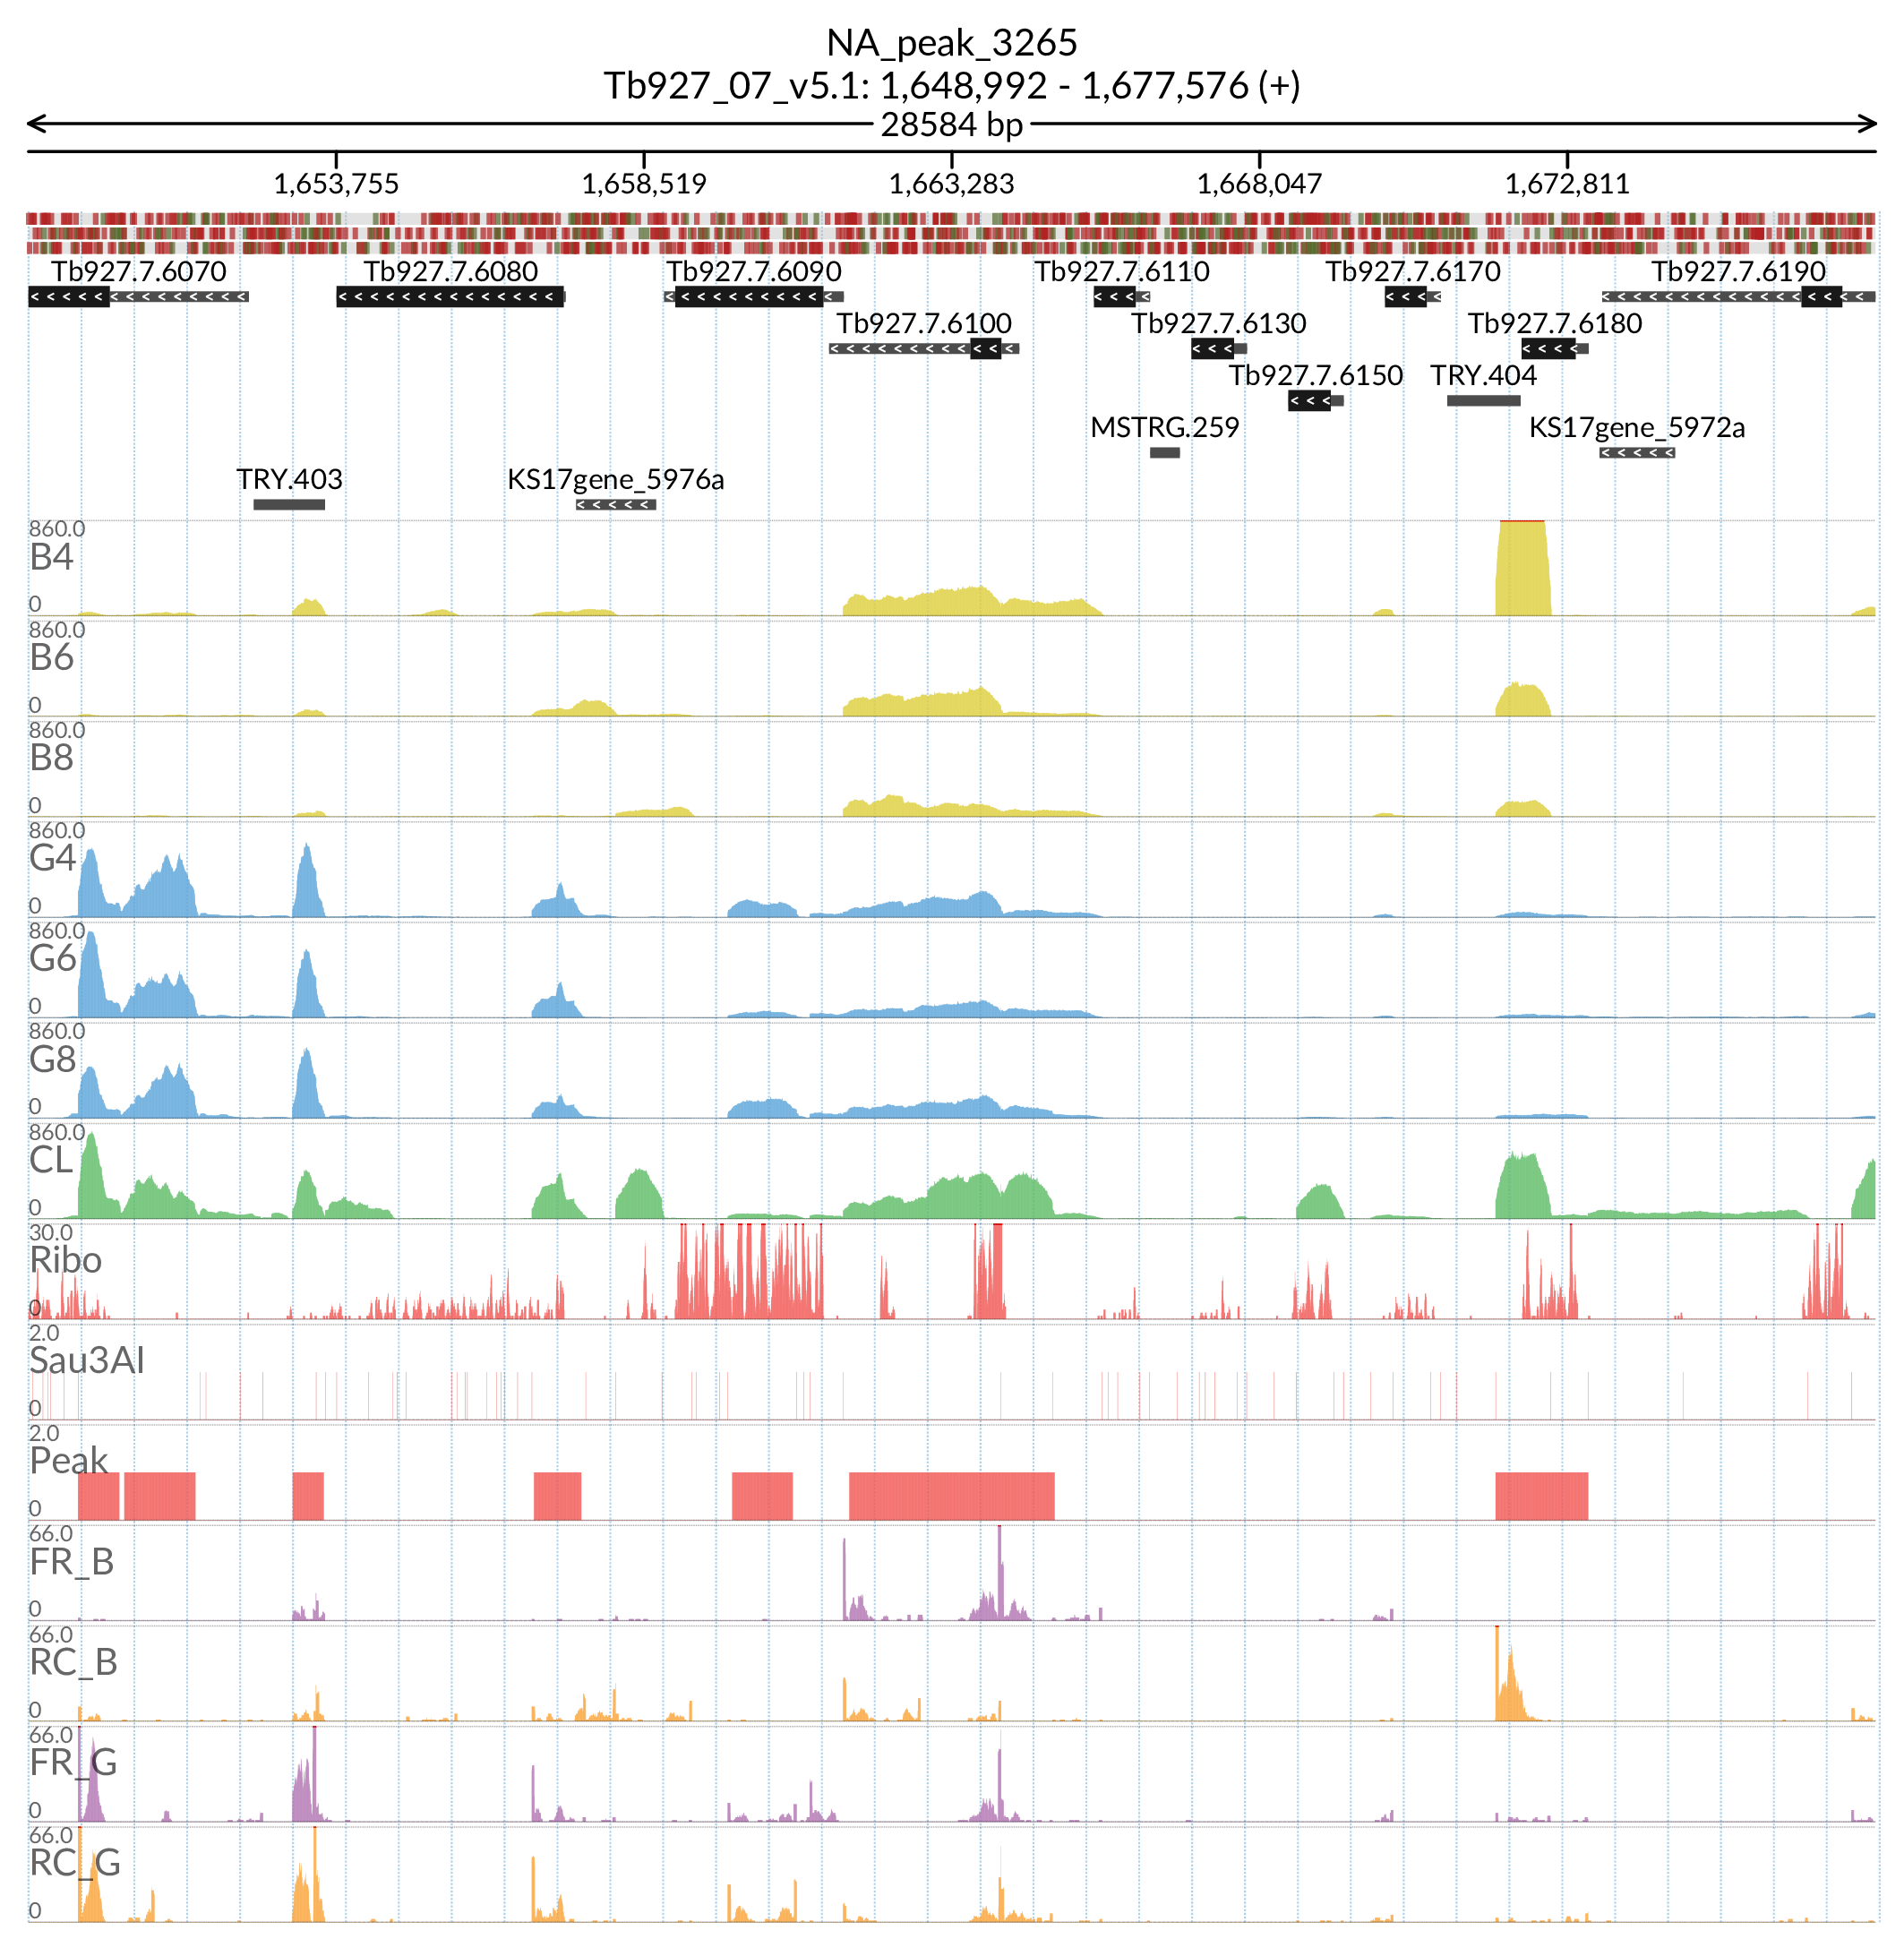 NA_peak_3265
Tb927_07_v5.1: 1,648,992 - 1,677,576 (+)
28584 bp
1,653,755 1,658,519 1,663,283 1,668,047 1,672,811
Tb927.7.6070 Tb927.7.6080 Tb927.7.6090 Tb927.7.6110 Tb927.7.6170 Tb927.7.6190
Tb927.7.6100 Tb927.7.6130 Tb927.7.6180
Tb927.7.6150 TRY.404
MSTRG.259 KS17gene_5972a
TRY.403 KS17gene_5976a
860.0
B4
0
860.0
B6
0
860.0
B8
0
860.0
G4
0
860.0
G6
0
860.0
G8
0
860.0
CL
0
30.0
Ribo
0
2.0
Sau3AI
0
2.0
Peak
0
66.0
FR_B
0
66.0
RC_B
0
66.0
FR_G
0
66.0
RC_G
0